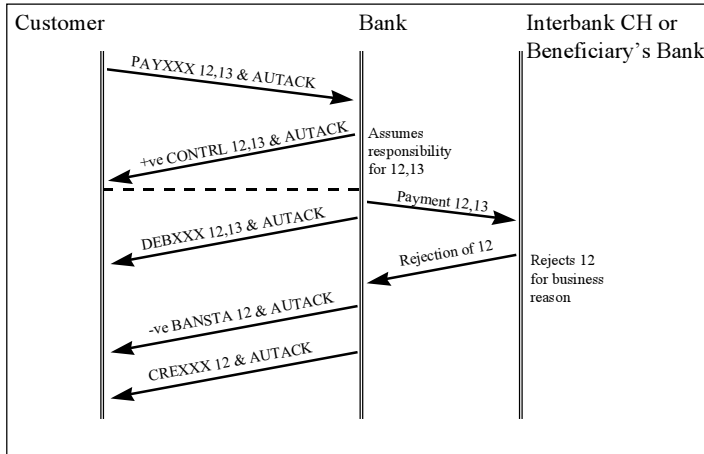 Customer
Bank
Interbank CH or
Beneficiary's Bank
PAYXXX 12,13 & AUTACK
+ve CONTRL 12,13 & AUTACK
Assumes
responsibility
for 12,13
Payment 12,13
DEBXXX 12,13 & AUTACK
Rejection of 12
Rejects 12
for business
reason
-ve BANSTA 12 & AUTACK
CREXXX 12 & AUTACK